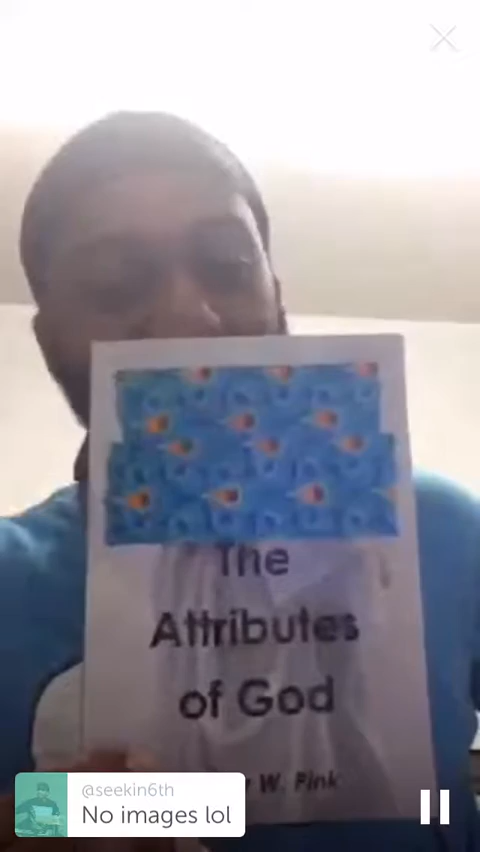 The
Attributes
of God
W. Pink
@seekin6th
No images lol